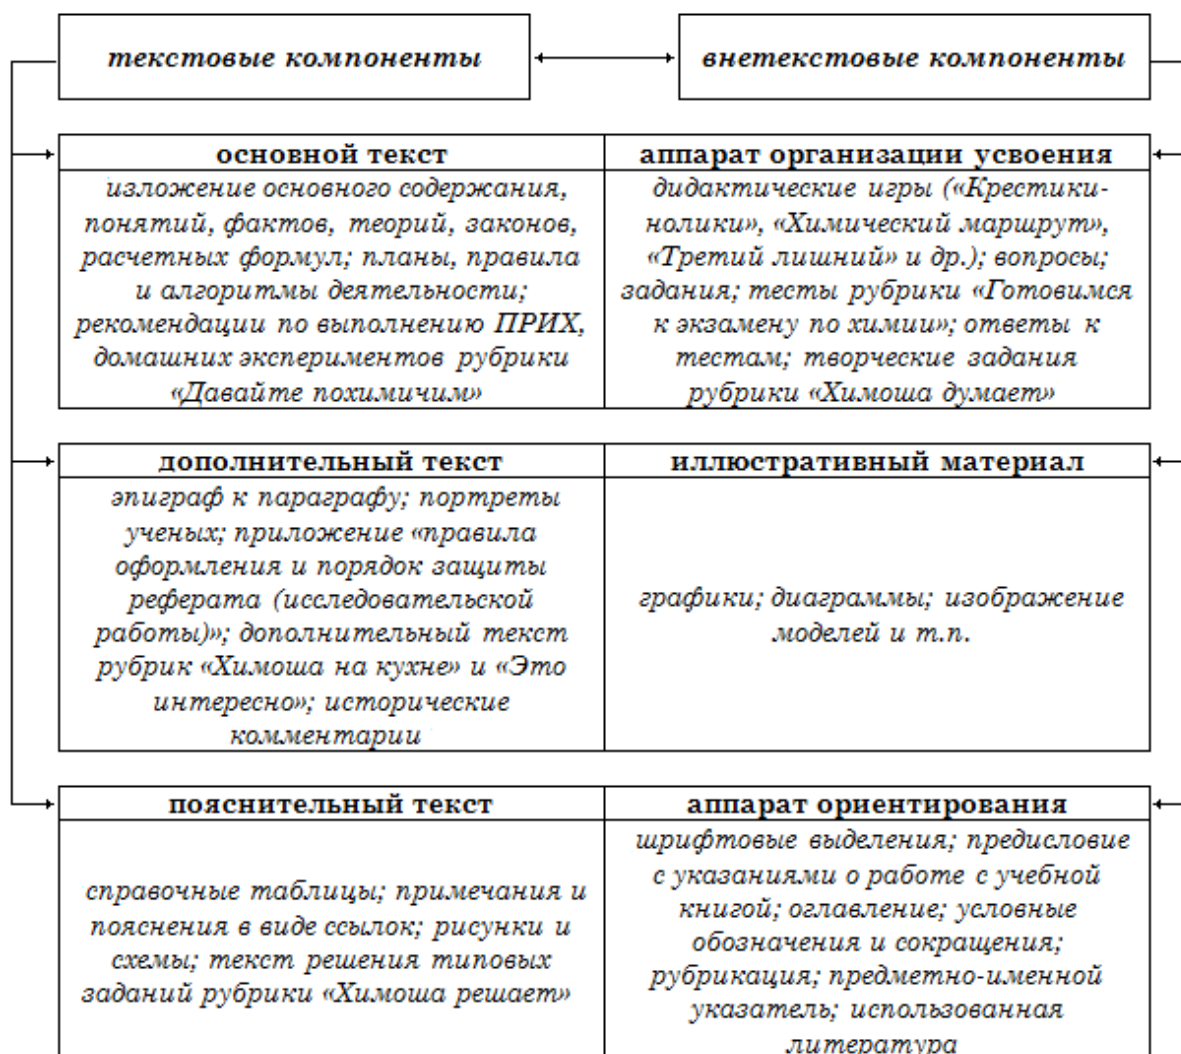 текстовые компоненты
внетекстовые компоненты
основной текст
изложение основного содержания,
понятий, фактов, теорий, законов,
расчетных формул; планы, правила
и алгоритмы деятельности;
рекомендации по выполнению ПРИХ,
домашних экспериментов рубрики
«Давайте похимичим»
аппарат организации усвоения
дидактические игры («Крестики-
нолики», «Химический маршрут»,
«Третий лишний» и др.); вопросы;
задания; тесты рубрики «Готовимся
к экзамену по химии»; ответы к
тестам; творческие задания
рубрики «Химоша думает»
дополнительный текст
эпиграф к параграфу; портреты
ученых; приложение «правила
оформления и порядок защиты
реферата (исследовательской
работы)»; дополнительный текст
рубрик «Химоша на кухне» и «Это
интересно»; исторические
комментарии
иллюстративный материал
графики; диаграммы; изображение
моделей и т.п.
пояснительный текст
справочные таблицы; примечания и
пояснения в виде ссылок; рисунки и
схемы; текст решения типовых
заданий рубрики «Химоша решает»
аппарат ориентирования
шрифтовые выделения; предисловие
с указаниями о работе с учебной
книгой; оглавление; условные
обозначения и сокращения;
рубрикация; предметно-именной
указатель; использованная
литература